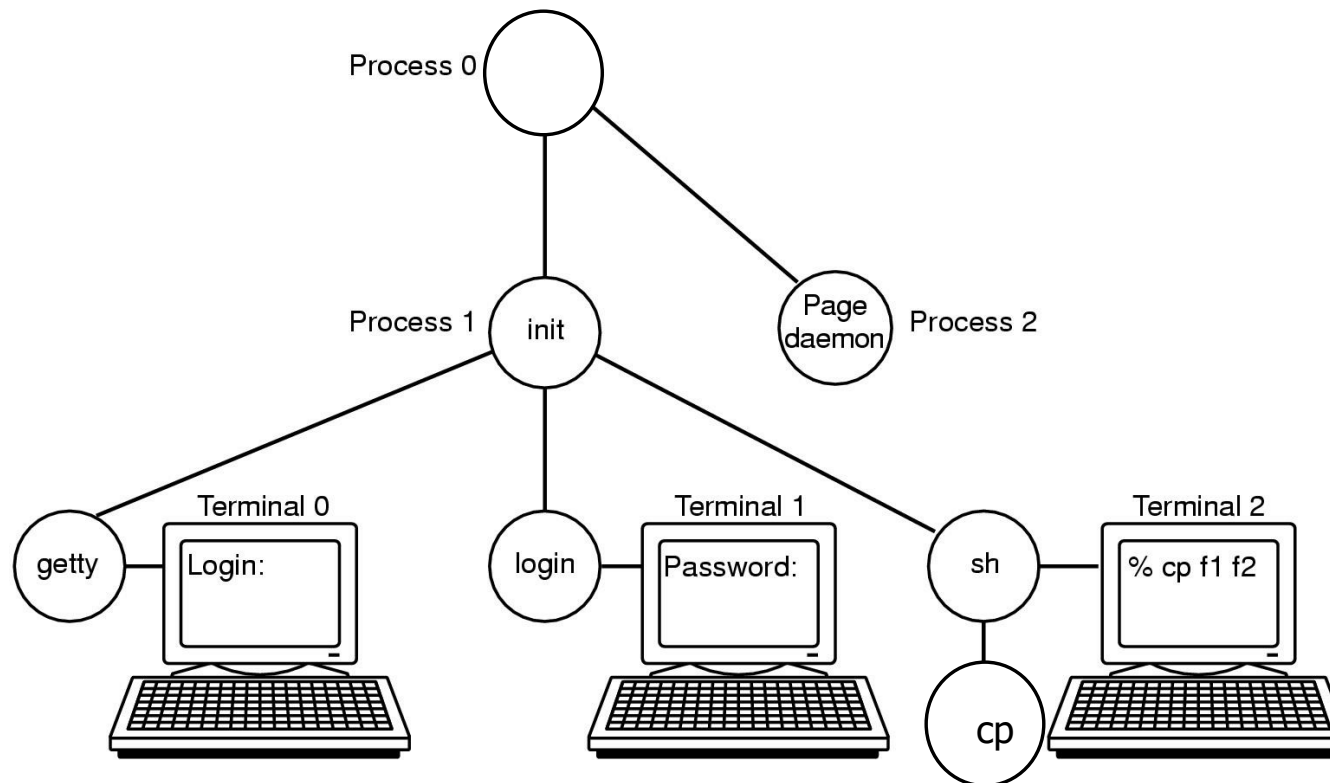 Process 0
Process 1
init
Page
daemon
Process 2
Terminal 0
Terminal 1
Terminal 2
getty
Login:
login
Password:
sh
% cp f1 f2
cp